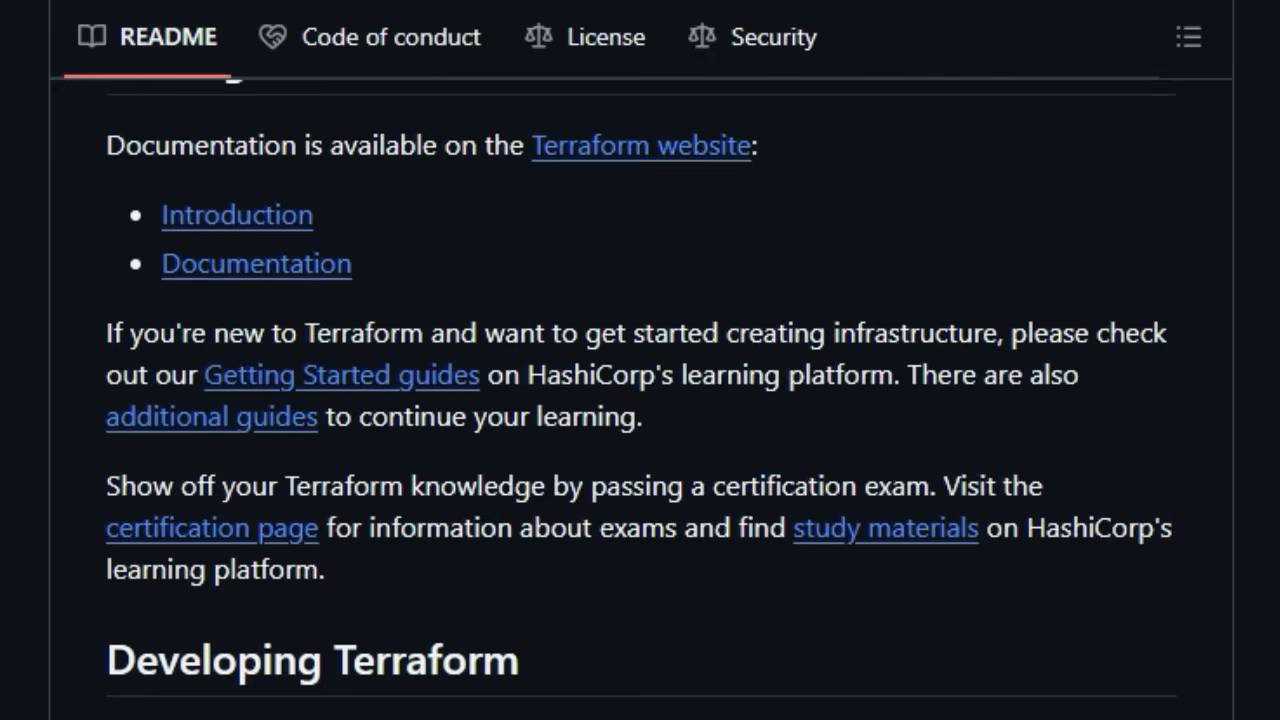 README Code of conduct License Security
Documentation is available on the Terraform website:
Introduction
Documentation
If you're new to Terraform and want to get started creating infrastructure, please check
out our Getting Started guides on HashiCorp's learning platform. There are also
additional guides to continue your learning.
Show off your Terraform knowledge by passing a certification exam. Visit the
certification page for information about exams and find study materials on HashiCorp's
learning platform.
Developing Terraform